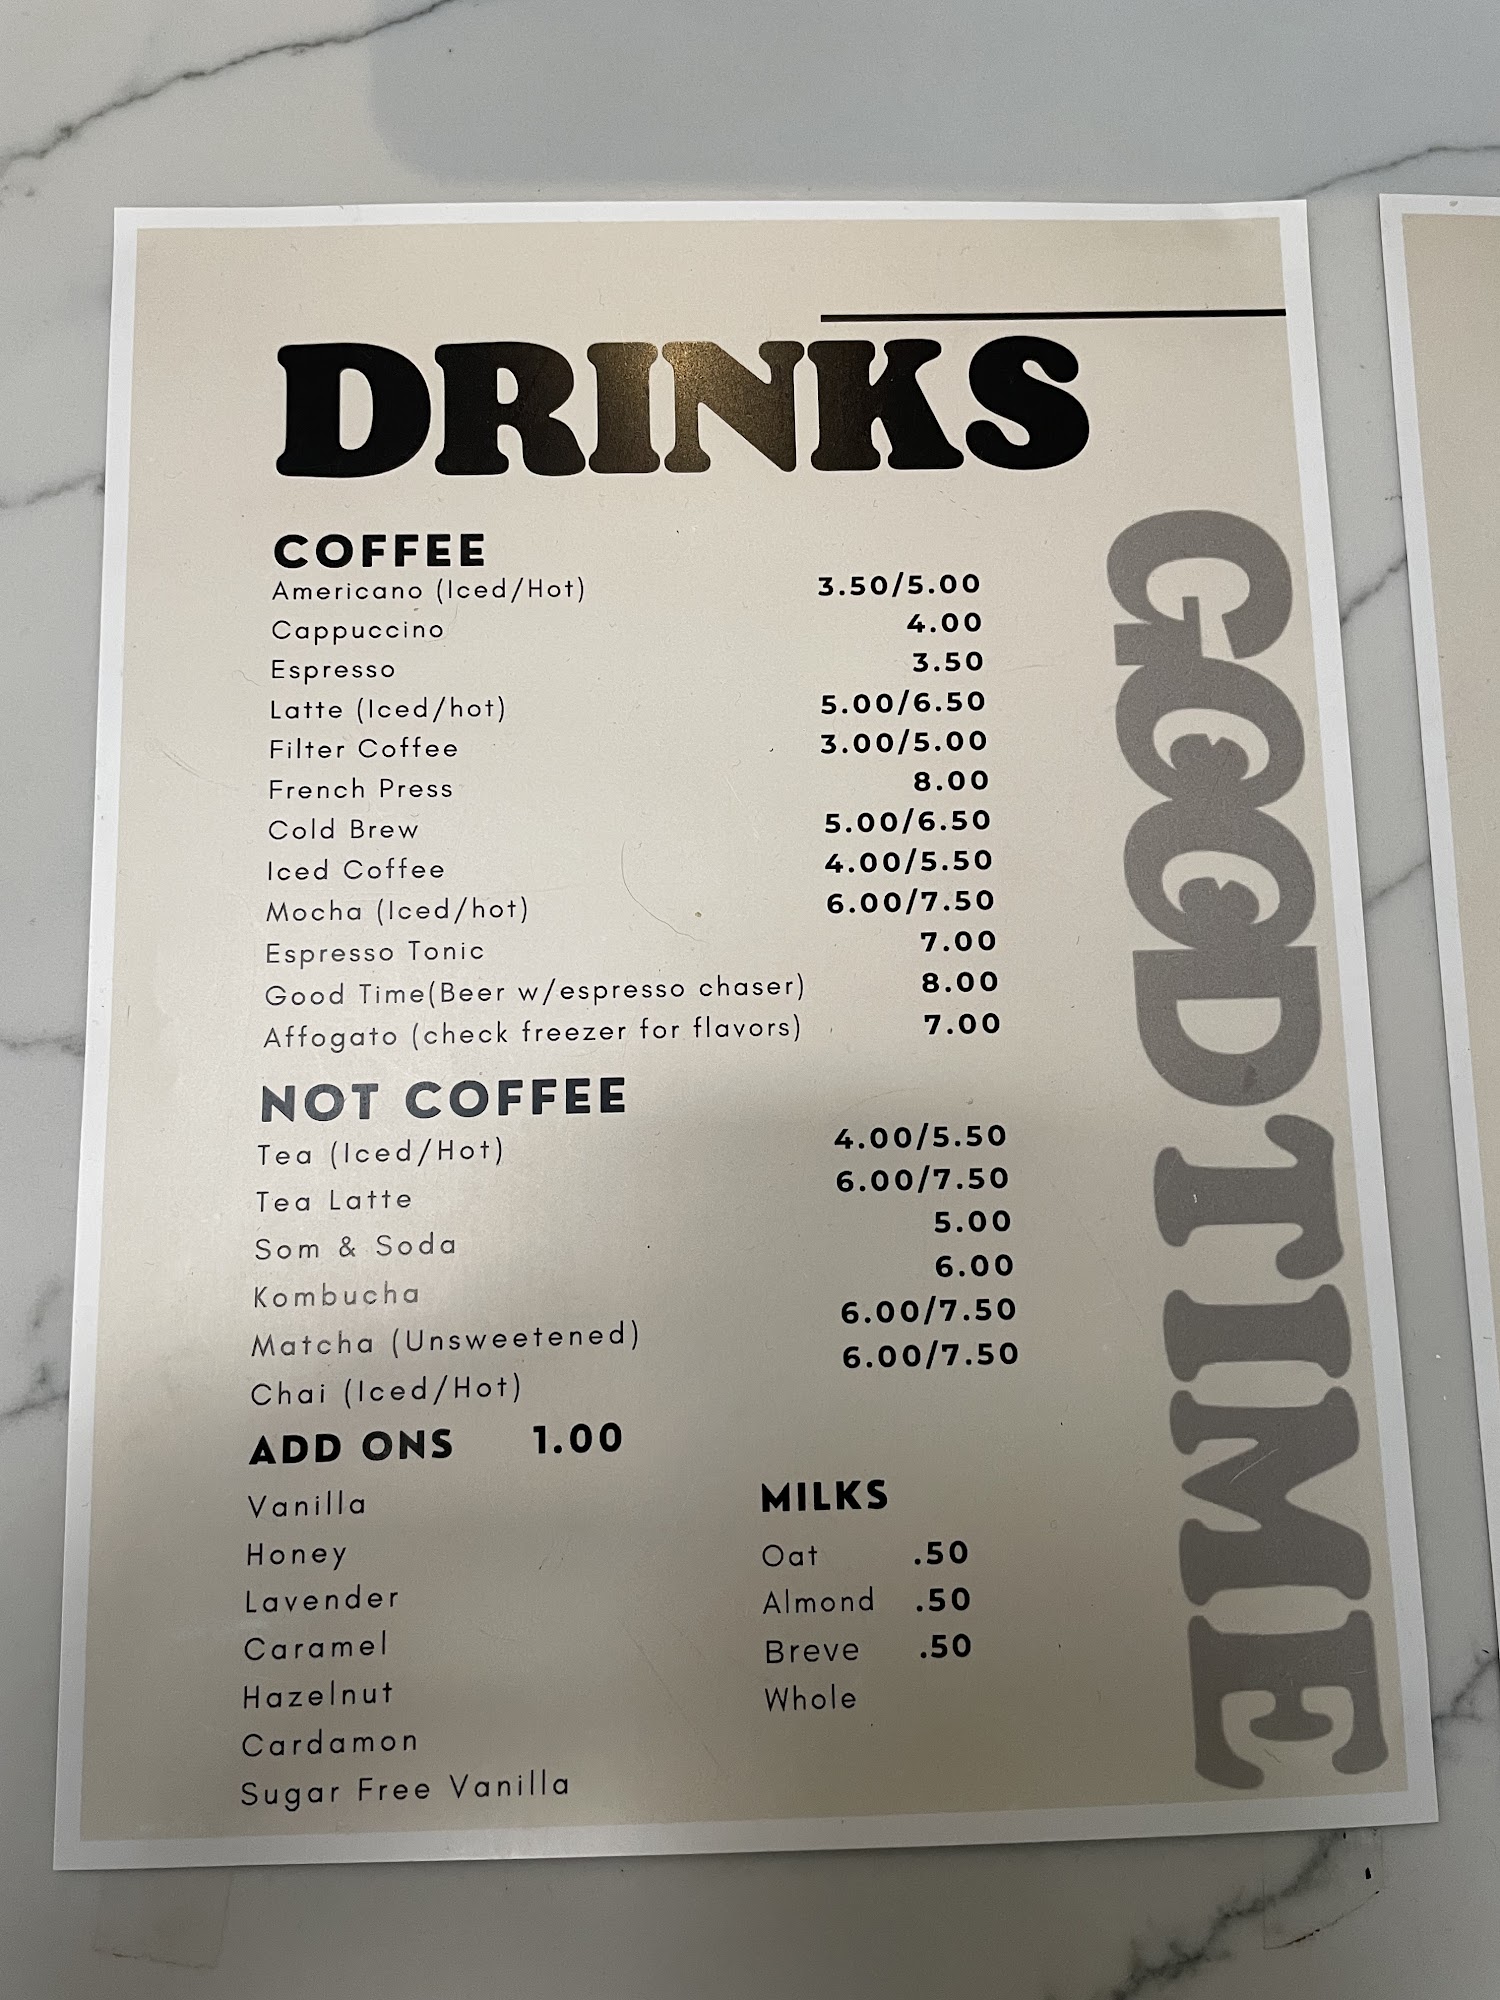 DRINKS
COFFEE
Americano (Iced/Hot) 3.50/5.00
Cappuccino 4.00
Espresso 3.50
Latte (Iced/hot) 5.00/6.50
Filter Coffee 3.00/5.00
French Press 8.00
Cold Brew 5.00/6.50
Iced Coffee 4.00/5.50
Mocha (Iced/hot) 6.00/7.50
Espresso Tonic 7.00
Good Time(Beer w/espresso chaser) 8.00
Affogato (check freezer for flavors) 7.00
NOT COFFEE
Tea (Iced/Hot) 4.00/5.50
Tea Latte 6.00/7.50
Som & Soda 5.00
Kombucha 6.00
Matcha (Unsweetened) 6.00/7.50
Chai (Iced/Hot) 6.00/7.50
ADD ONS 1.00
Vanilla
Honey
Lavender
Caramel
Hazelnut
Cardamon
Sugar Free Vanilla
MILKS
Oat .50
Almond .50
Breve .50
Whole
GOOD TIME